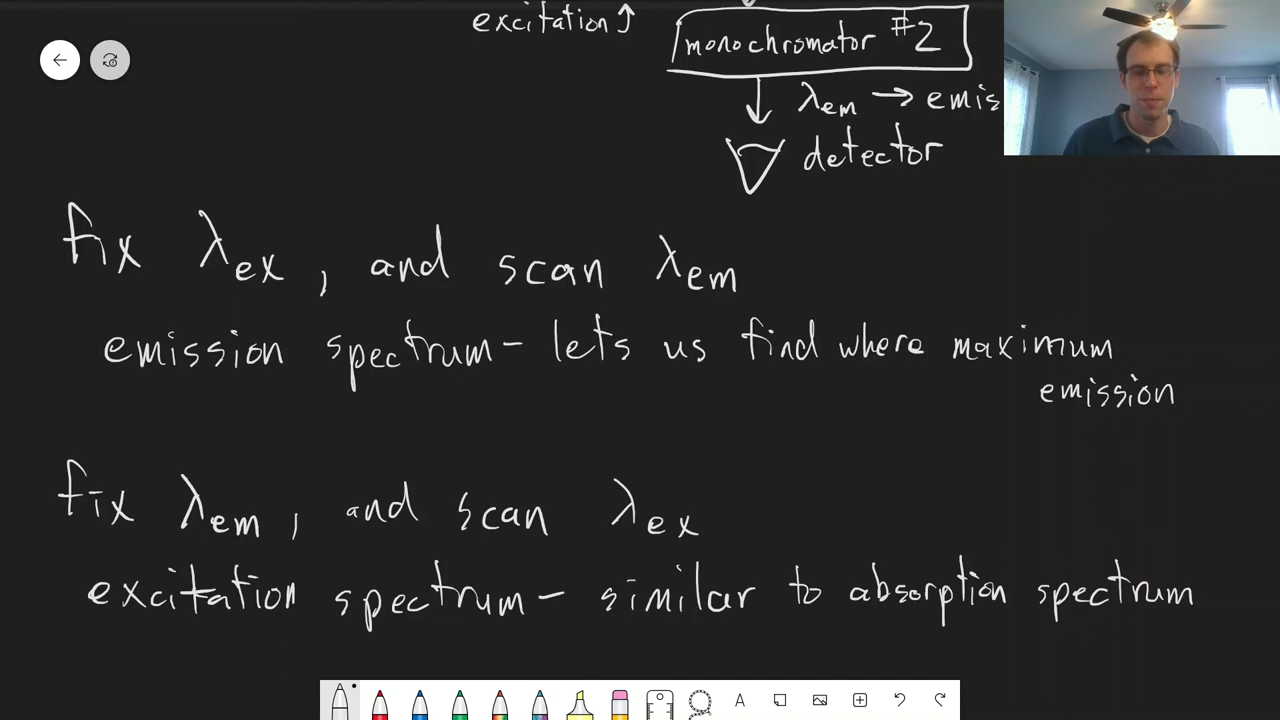 excitation
monochromator #2
λem → emis
detector
fix λex, and scan λem
emission spectrum – lets us find where maximum
emission
fix λem, and scan λex
excitation spectrum – similar to absorption spectrum
A